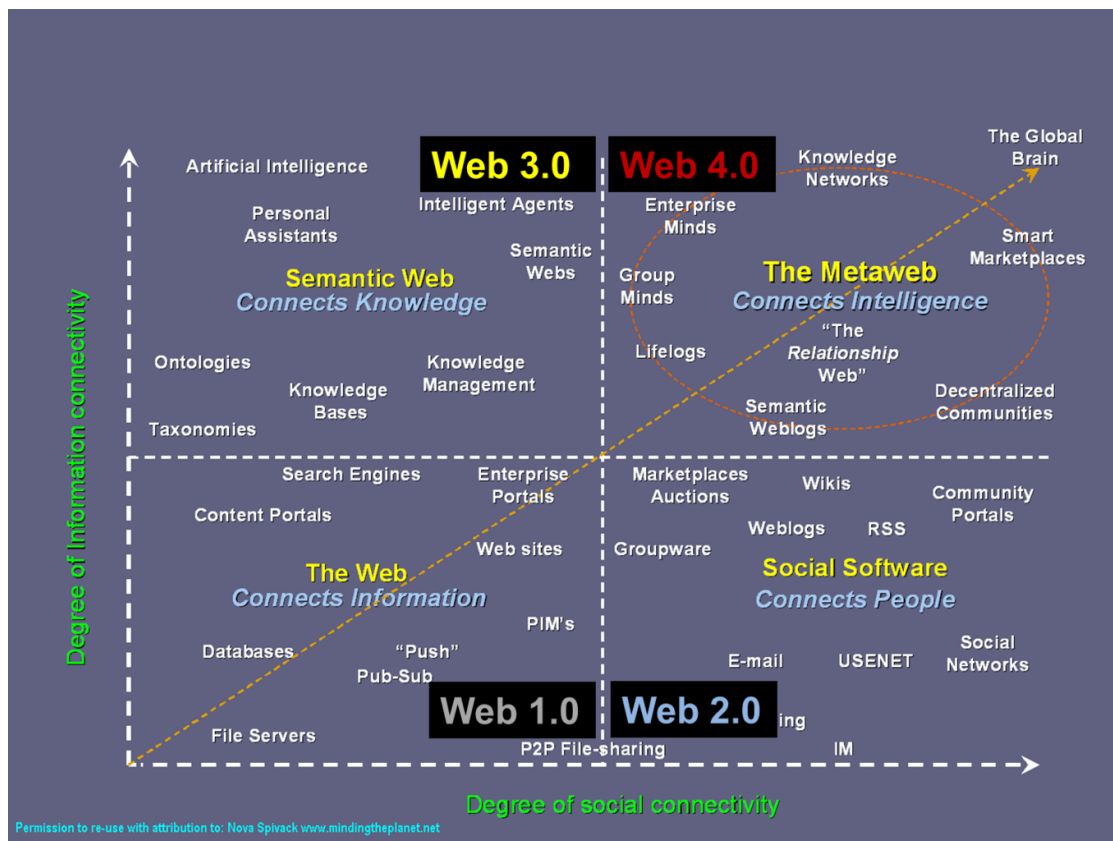 The Global
Brain
Web 3.0
Web 4.0
Knowledge
Networks
Artificial Intelligence
Intelligent Agents
Enterprise
Minds
Personal
Assistants
Semantic
Webs
Smart
Marketplaces
Semantic Web
Connects Knowledge
Group
Minds
The Metaweb
Connects Intelligence
“The
Relationship
Web”
Lifelogs
Ontologies
Knowledge
Management
Knowledge
Bases
Decentralized
Communities
Semantic
Weblogs
Taxonomies
Degree of Information connectivity
Search Engines
Enterprise
Portals
Marketplaces
Auctions
Wikis
Community
Portals
Content Portals
Weblogs
RSS
Web sites
Groupware
The Web
Connects Information
Social Software
Connects People
PIM's
Databases
“Push”
Pub-Sub
E-mail
USENET
Social
Networks
Web 1.0
Web 2.0
File Servers
P2P File-sharing
IM
Degree of social connectivity
Permission to re-use with attribution to: Nova Spivack www.mindingtheplanet.net